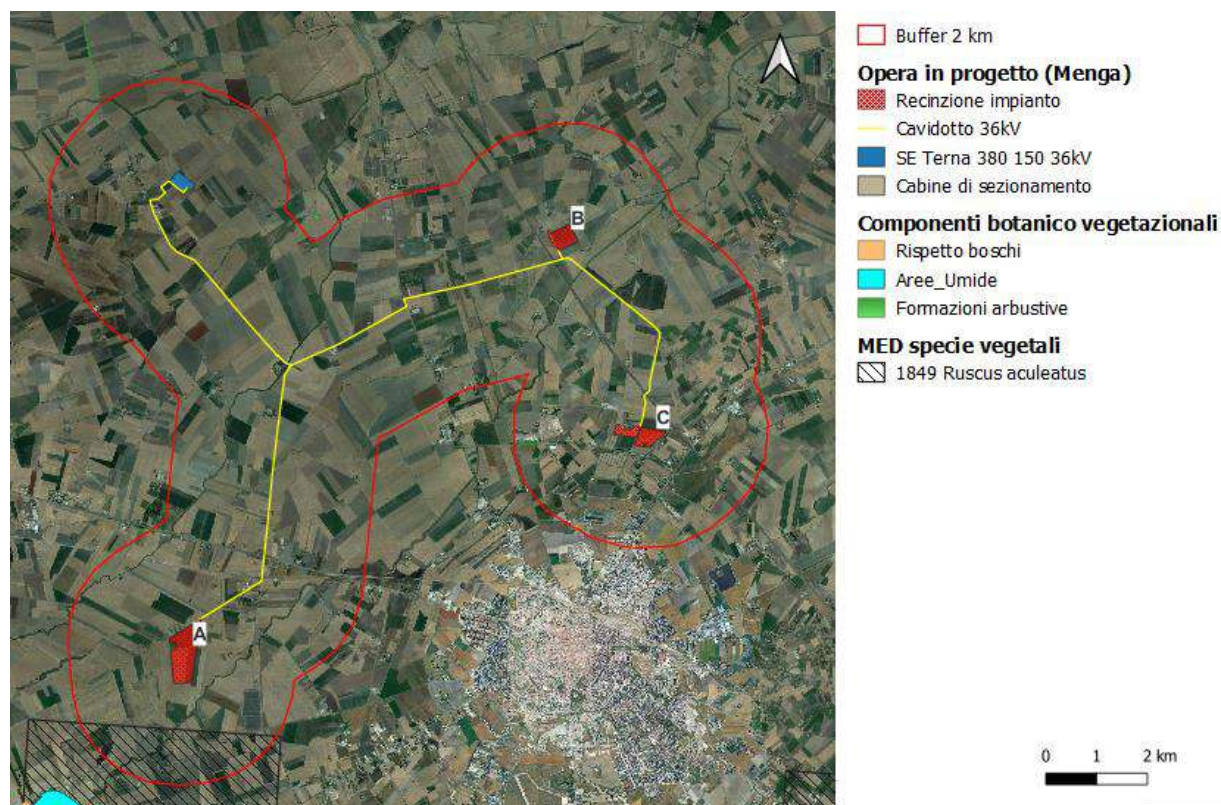 Buffer 2 km
Opera in progetto (Menga)
Recinzione impianto
Cavidotto 36kV
SE Terna 380 150 36kV
Cabine di sezionamento
Componenti botanico vegetazionali
Rispetto boschi
Aree_Umide
Formazioni arbustive
MED specie vegetali
1849 Ruscus aculeatus
B
C
A
0 1 2 km